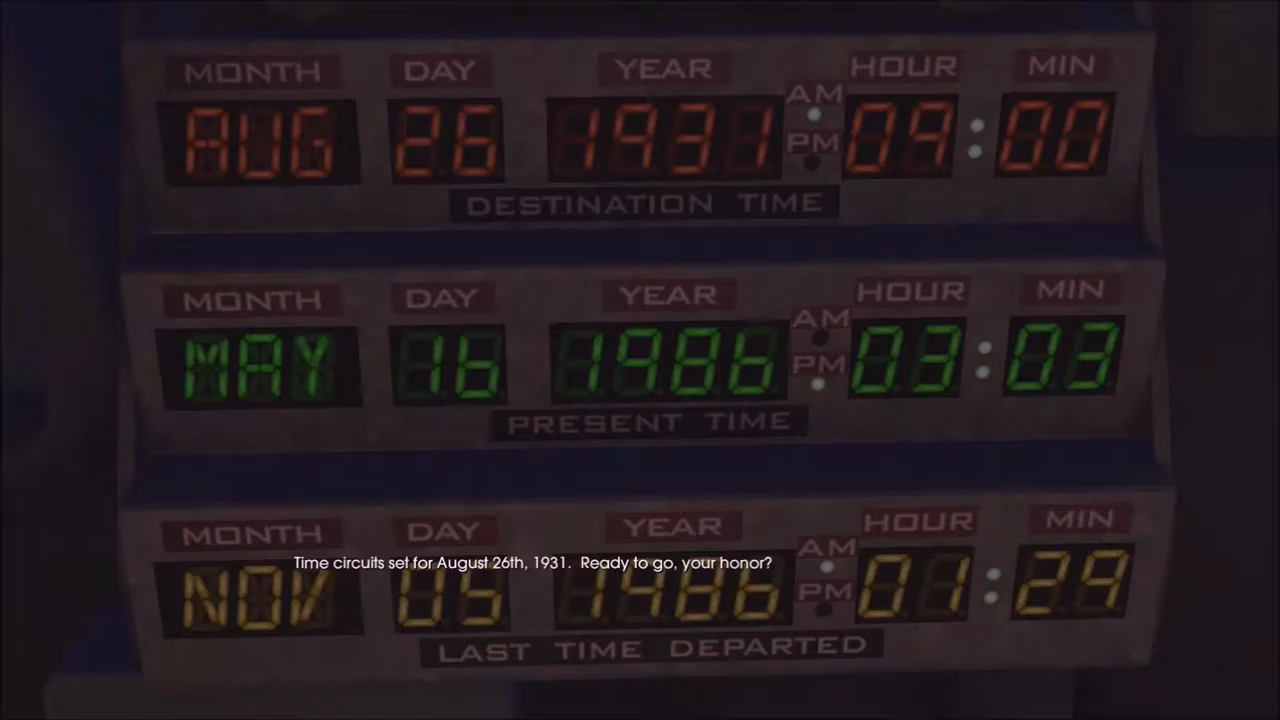 MONTH DAY YEAR AM PM HOUR MIN
AUG 26 1931 09:00
DESTINATION TIME
MONTH DAY YEAR AM PM HOUR MIN
MAY 16 1986 03:03
PRESENT TIME
MONTH DAY YEAR AM PM HOUR MIN
Time circuits set for August 26th, 1931.  Ready to go, your honor?
NOV 05 1986 01:29
LAST TIME DEPARTED